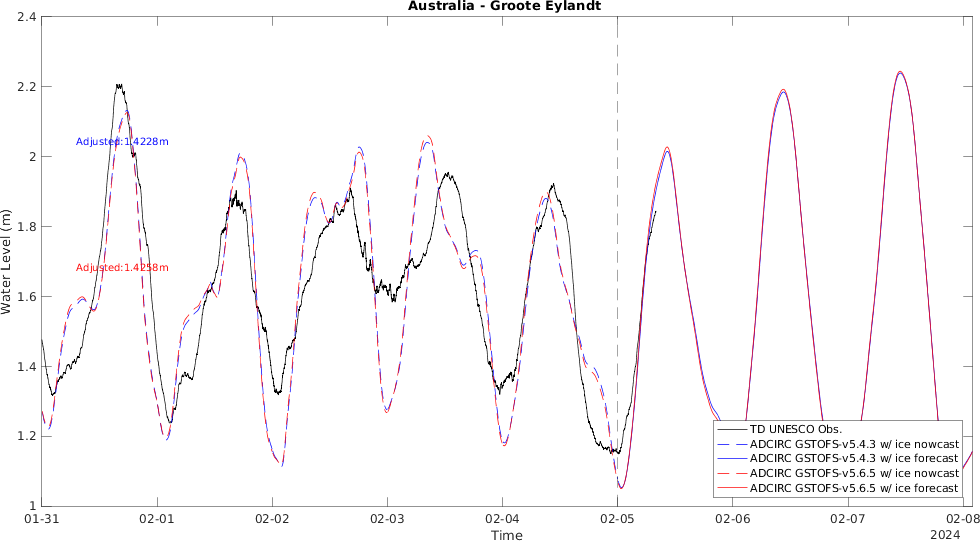 Australia - Groote Eylandt
2.4
2.2
2
1.8
1.6
1.4
1.2
1
Water Level (m)
Adjusted:1.4228m
Adjusted:1.4258m
TD UNESCO Obs.
ADCIRC GSTOFS-v5.4.3 w/ ice nowcast
ADCIRC GSTOFS-v5.4.3 w/ ice forecast
ADCIRC GSTOFS-v5.6.5 w/ ice nowcast
ADCIRC GSTOFS-v5.6.5 w/ ice forecast
01-31 02-01 02-02 02-03 02-04 02-05 02-06 02-07 02-08
Time
2024